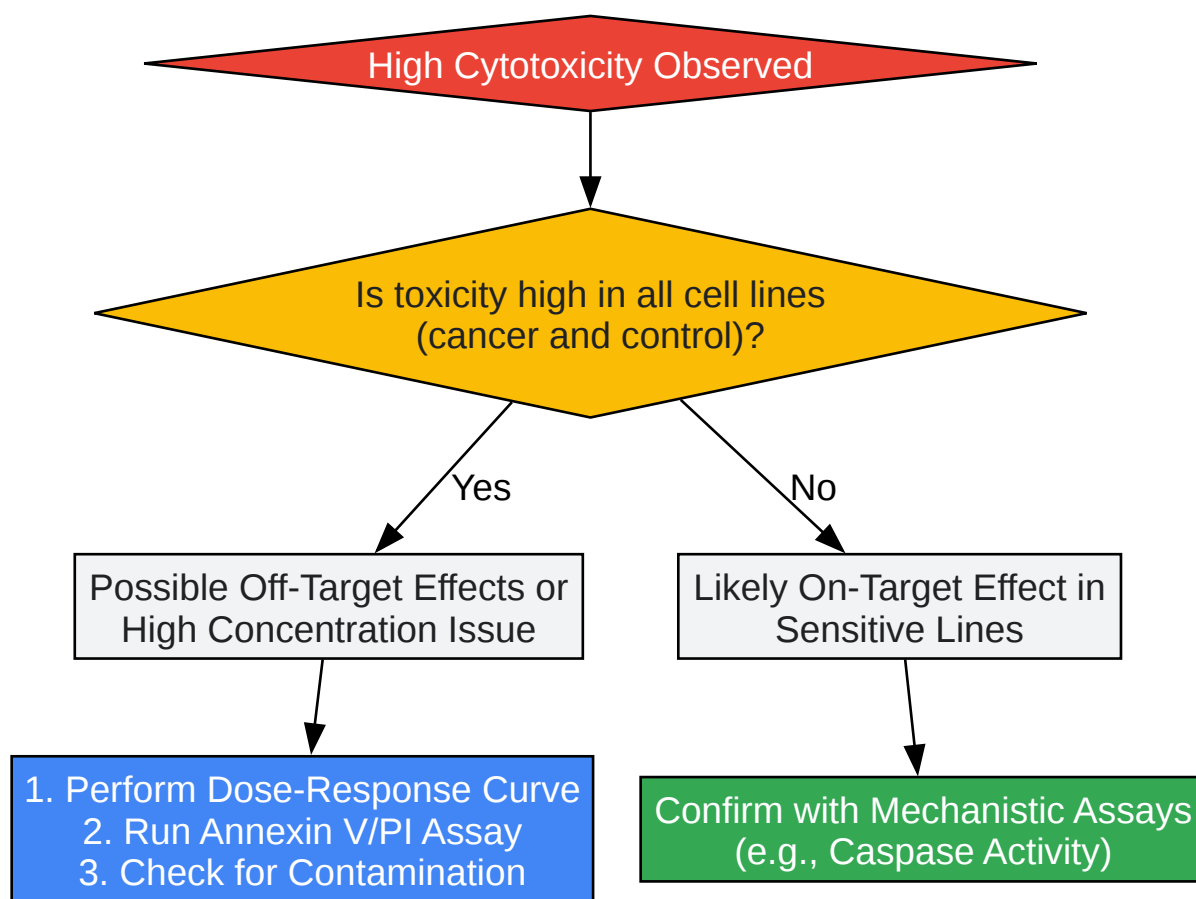 High Cytotoxicity Observed
Is toxicity high in all cell lines
(cancer and control)?
Yes
No
Possible Off-Target Effects or
High Concentration Issue
Likely On-Target Effect in
Sensitive Lines
1. Perform Dose-Response Curve
2. Run Annexin V/PI Assay
3. Check for Contamination
Confirm with Mechanistic Assays
(e.g., Caspase Activity)